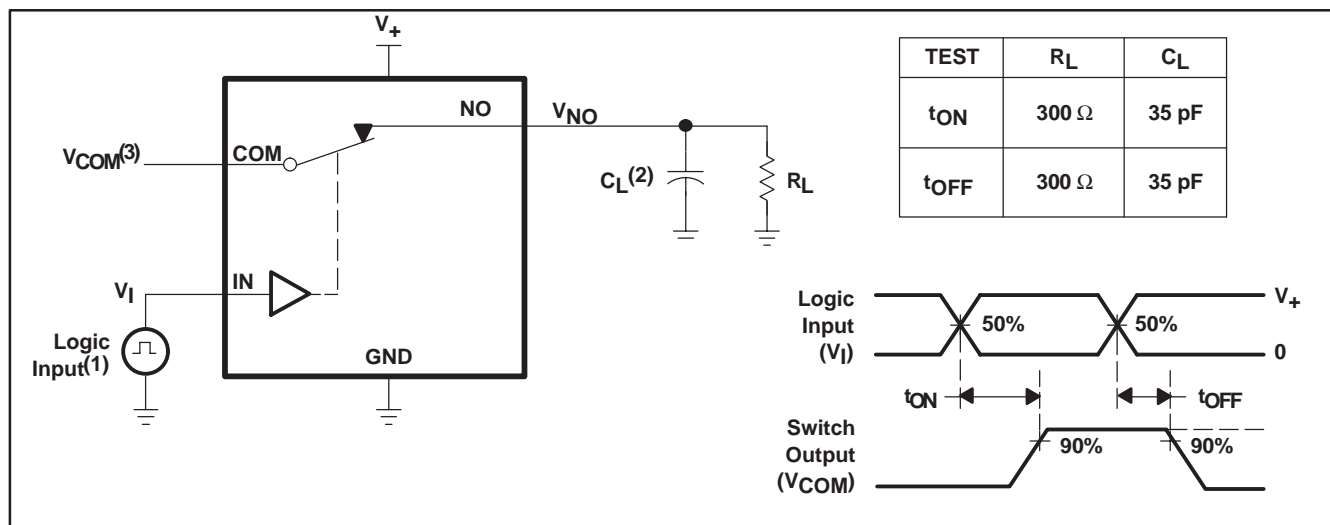 V+
NO
VNO
VCOM(3)
COM
CL(2)
RL
VI
IN
Logic
Input(1)
GND
TEST RL CL
tON 300 Ω 35 pF
tOFF 300 Ω 35 pF
Logic
Input
(VI)
50%
50%
V+
0
tON
tOFF
Switch
Output
(VCOM)
90%
90%